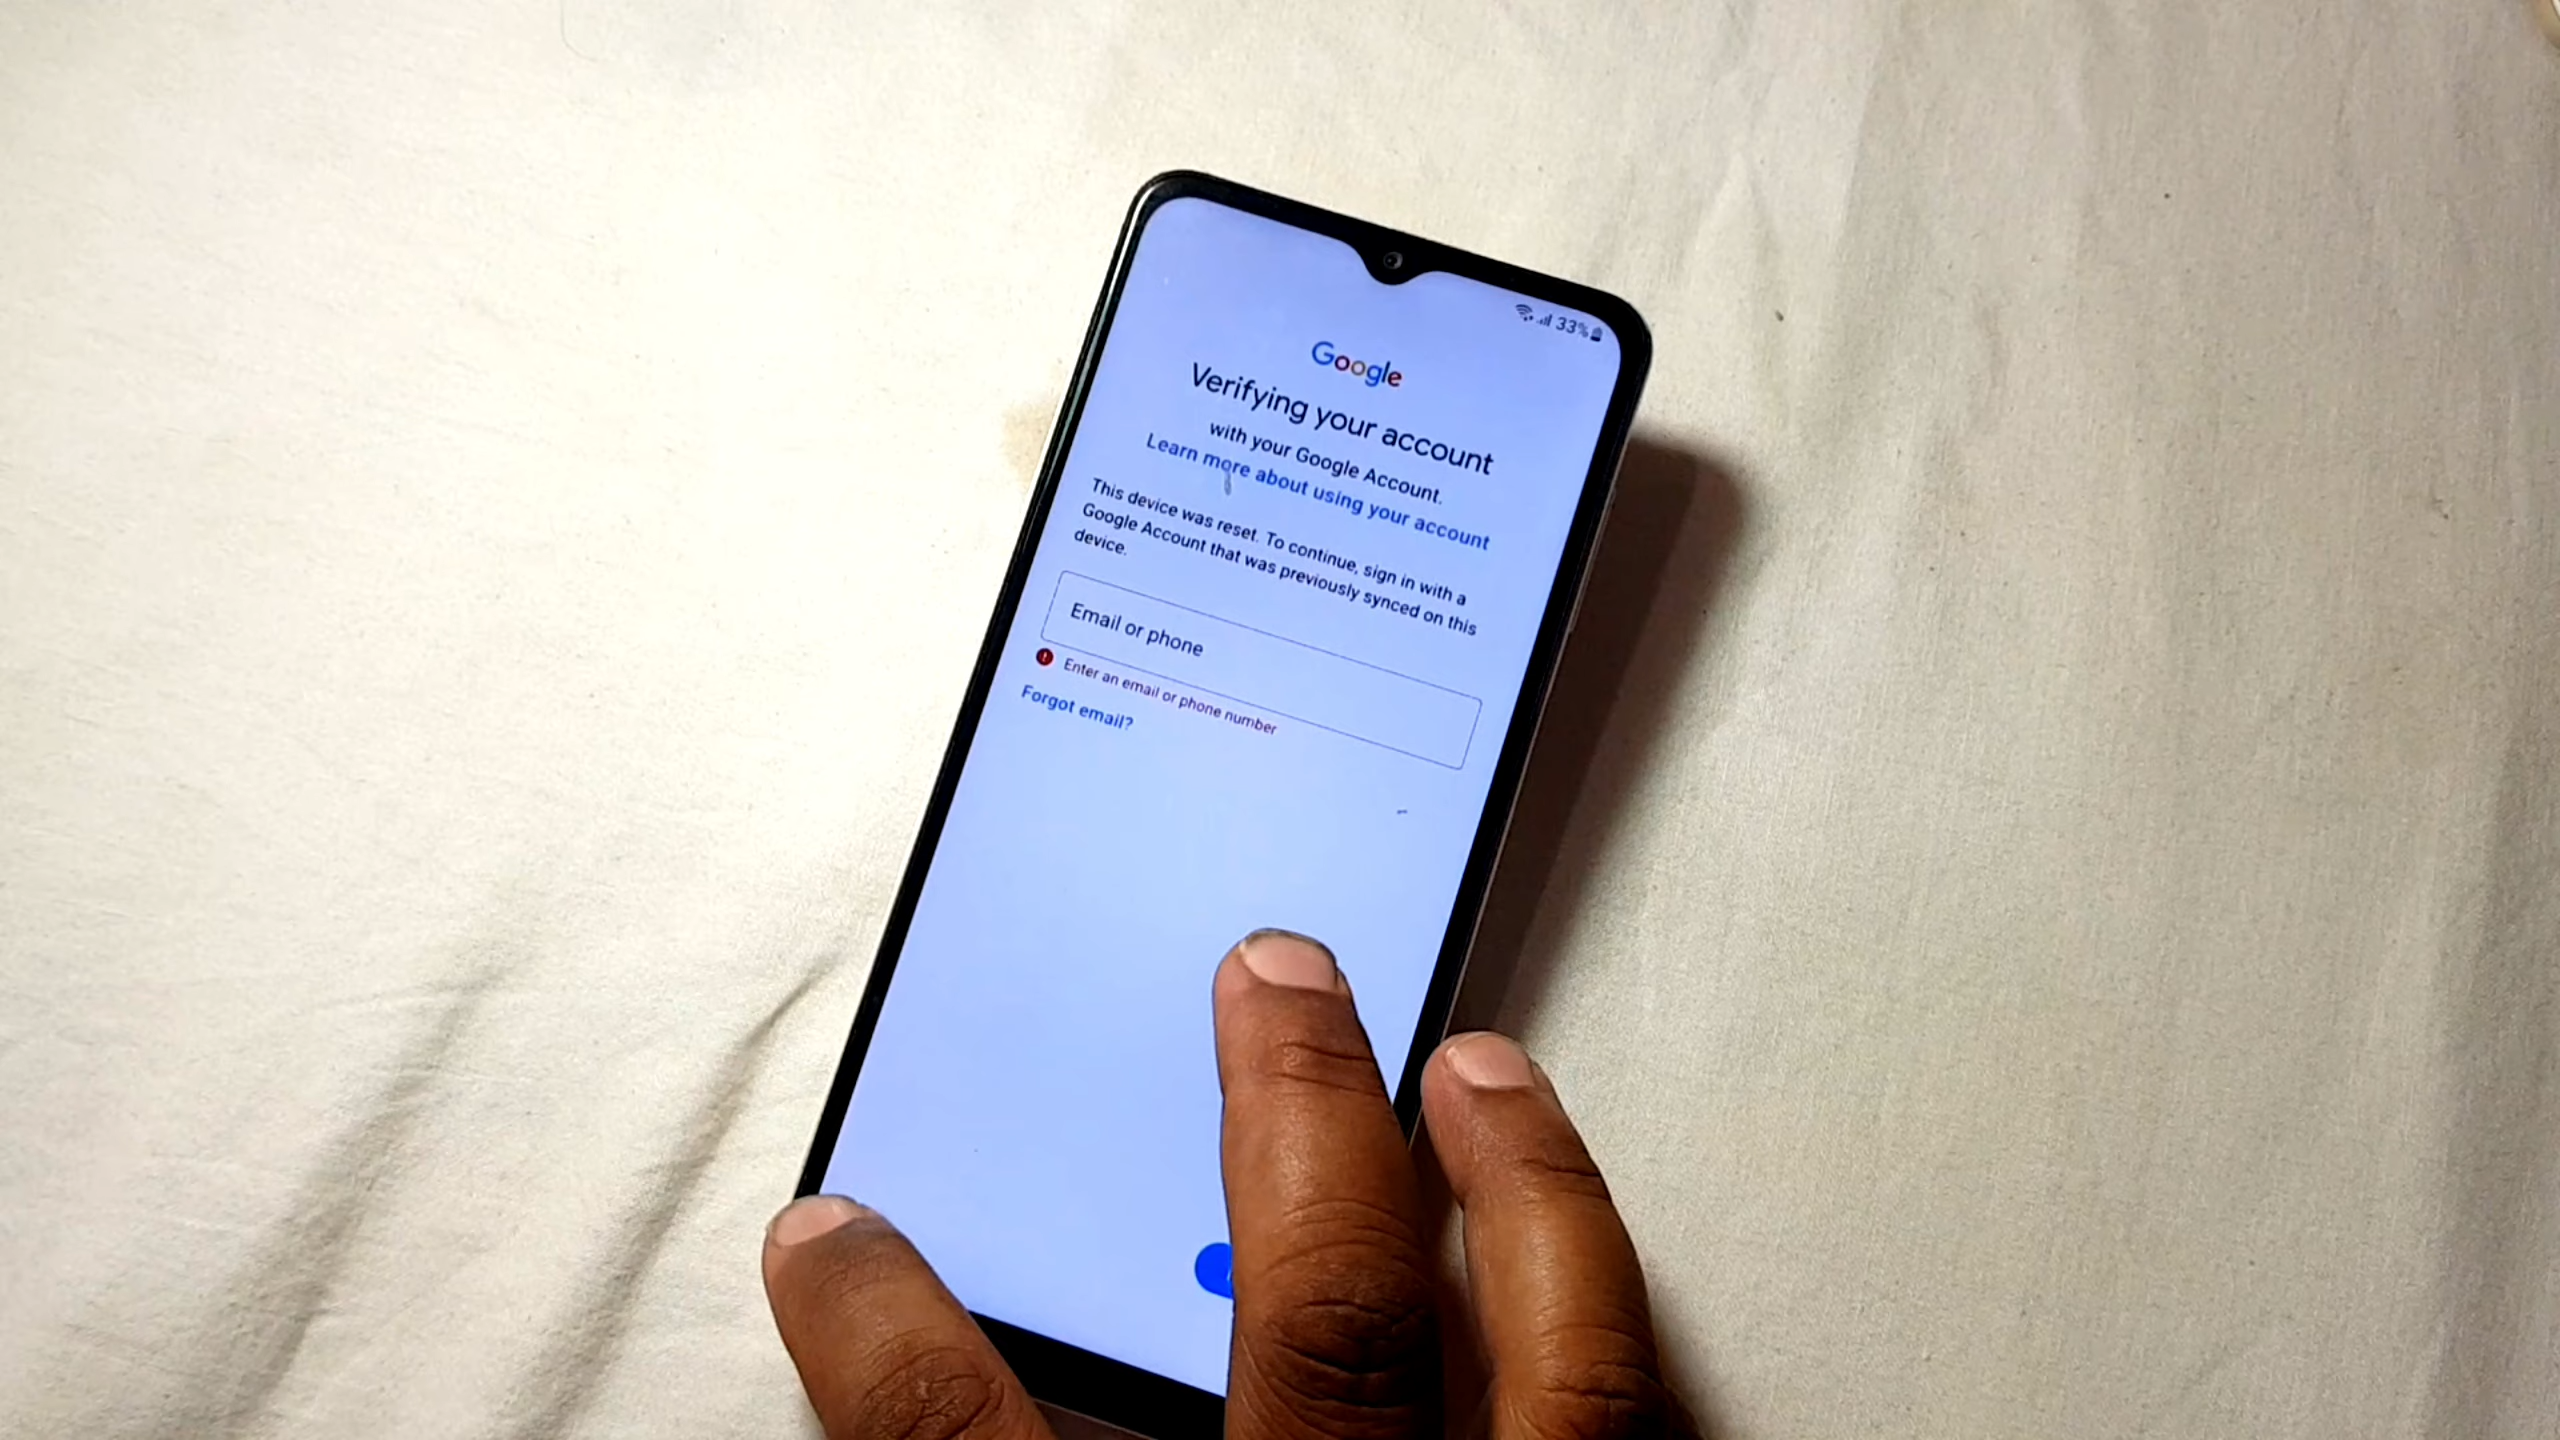 33%
Google
Verifying your account
with your Google Account.
Learn more about using your account
This device was reset. To continue, sign in with a
Google Account that was previously synced on this
device.
Email or phone
Enter an email or phone number
Forgot email?